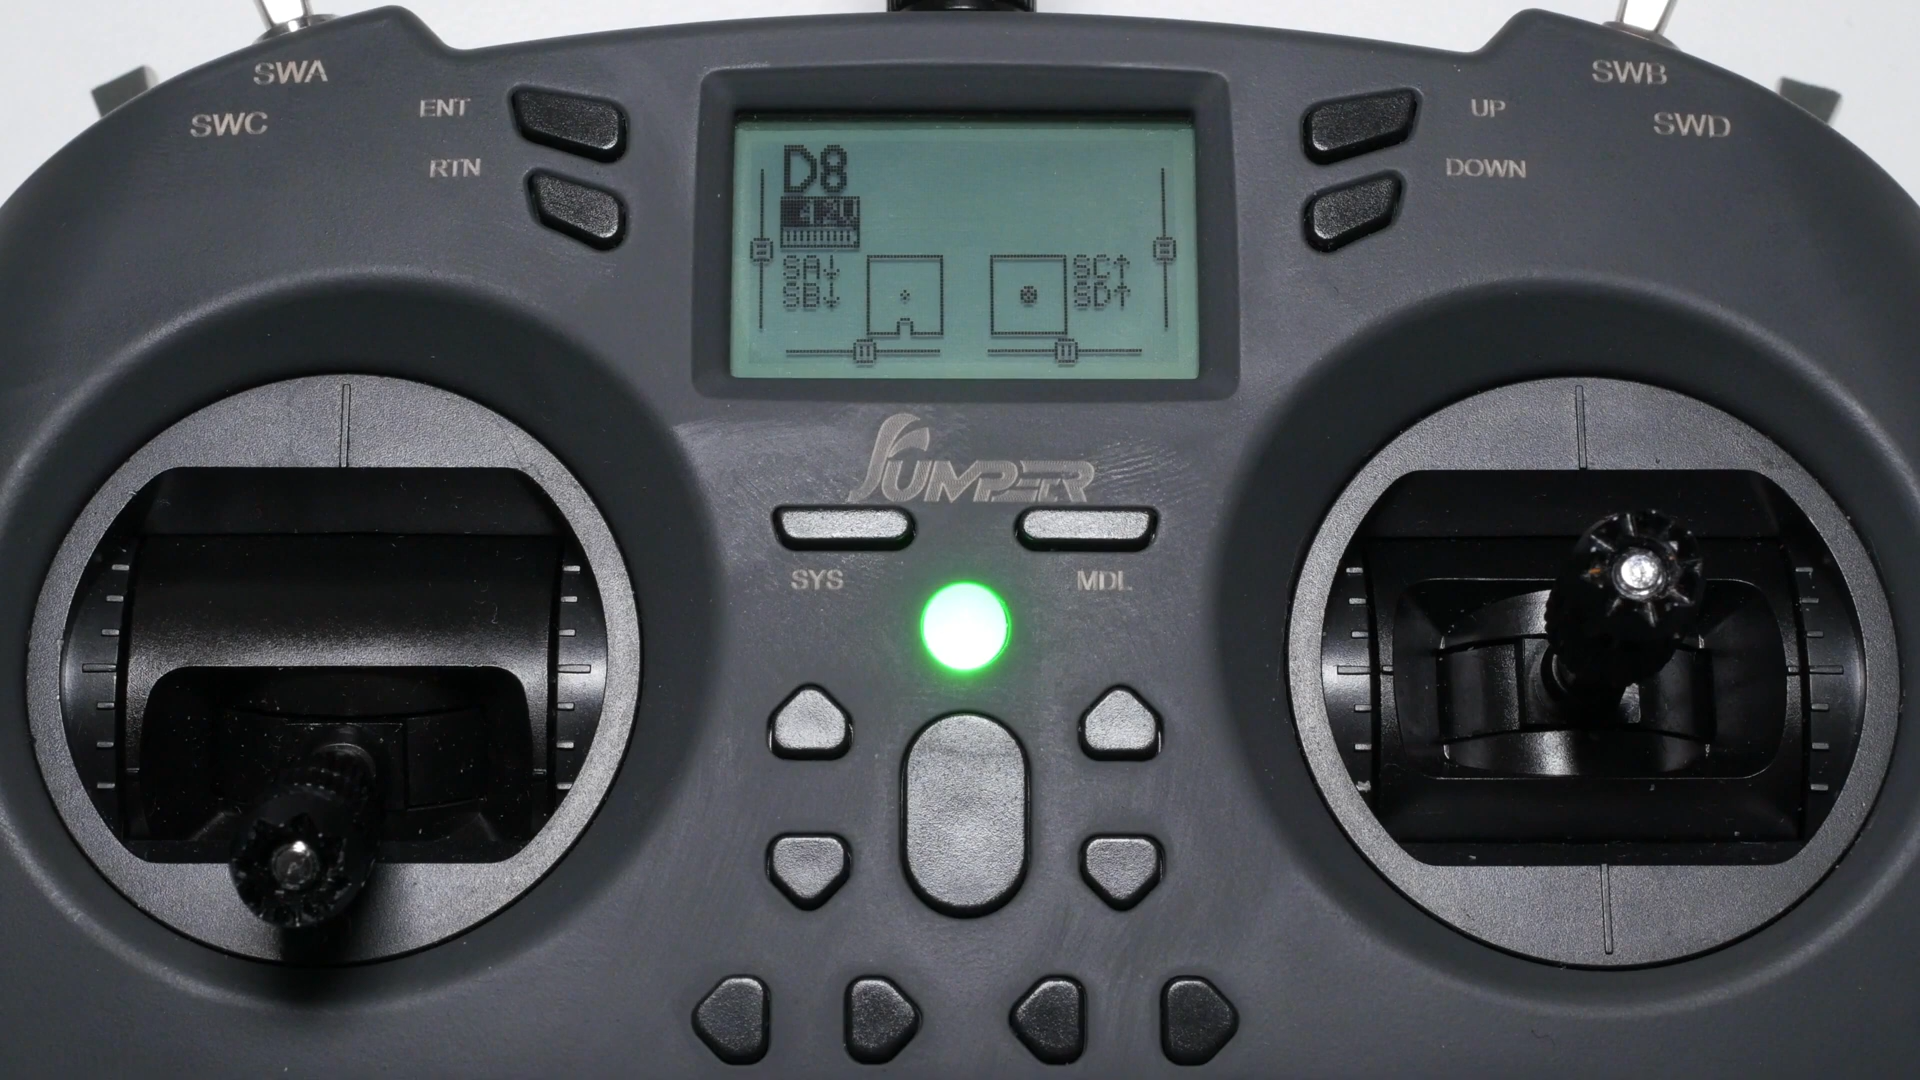 SWA
SWB
SWC
SWD
ENT
UP
RTN
DOWN
D8
SA↓
SB↓
SC↑
SD↑
JUMPER
SYS
MDL